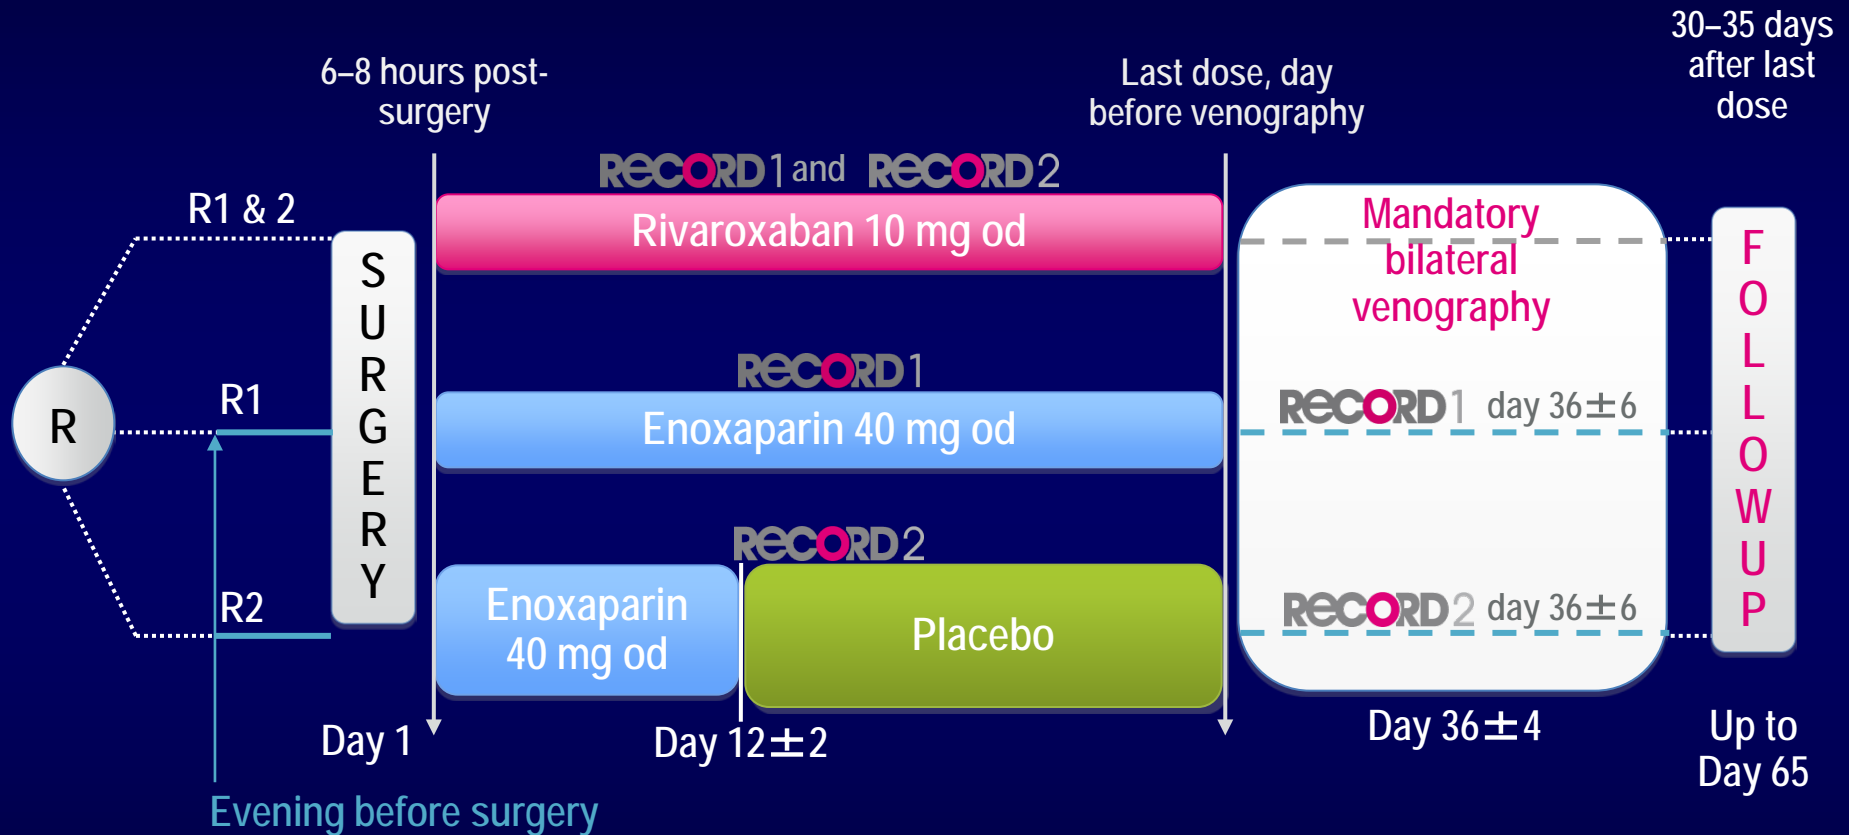 30–35 days
after last
dose
6–8 hours post-
surgery
Last dose, day
before venography
RECORD1 and RECORD2
R1 & 2
Rivaroxaban 10 mg od
Mandatory
bilateral
venography
R
R1
R2
S
U
R
G
E
R
Y
RECORD1
Enoxaparin 40 mg od
RECORD1 day 36±6
RECORD2
Enoxaparin
40 mg od
Placebo
RECORD2 day 36±6
F
O
L
L
O
W
U
P
Day 1
Day 12±2
Day 36±4
Up to
Day 65
Evening before surgery